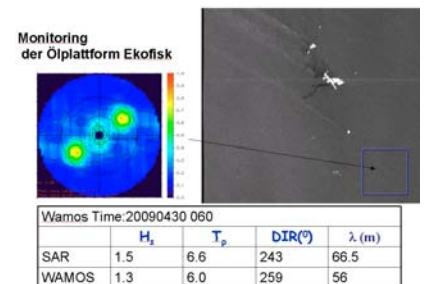 Monitoring
der Ölplattform Ekofisk
Wamos Time:20090430 060
Hs Tp DIR(⁰) λ (m)
SAR 1.5 6.6 243 66.5
WAMOS 1.3 6.0 259 56